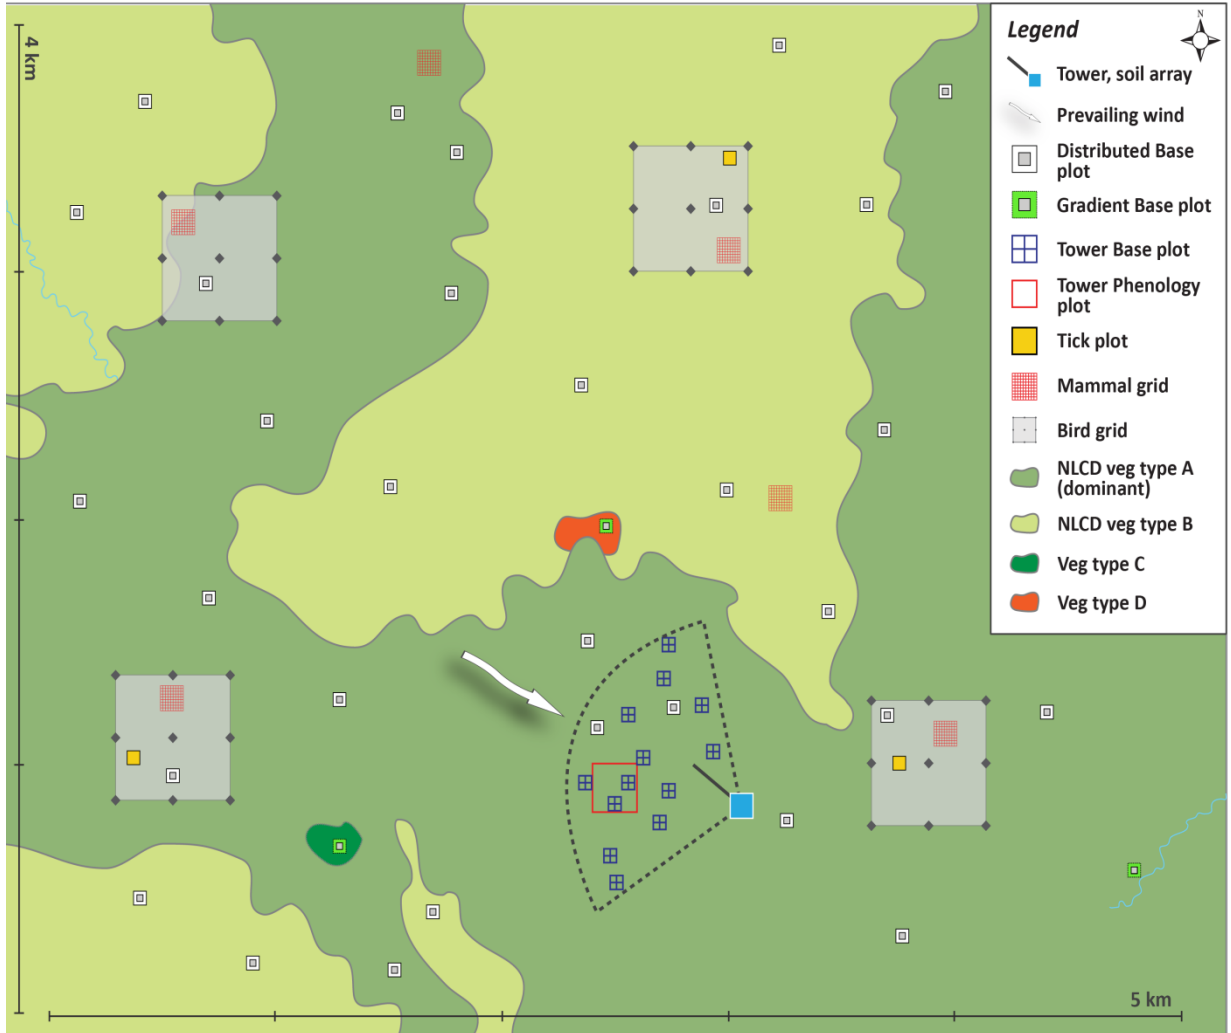 4 km
Legend
N
Tower, soil array
Prevailing wind
Distributed Base
plot
Gradient Base plot
Tower Base plot
Tower Phenology
plot
Tick plot
Mammal grid
Bird grid
NLCD veg type A
(dominant)
NLCD veg type B
Veg type C
Veg type D
5 km